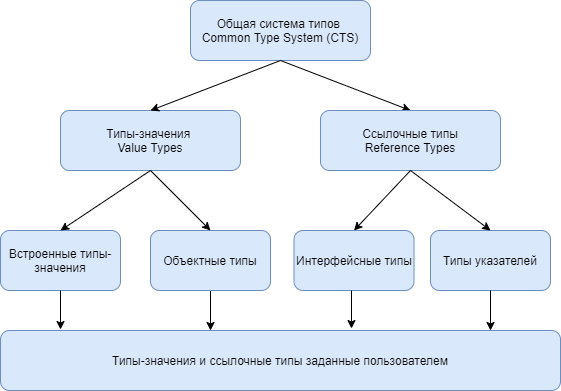 Общая система типов
Common Type System (CTS)
Типы-значения
Value Types
Ссылочные типы
Reference Types
Встроенные типы-
значения
Объектные типы
Интерфейсные типы
Типы указателей
Типы-значения и ссылочные типы заданные пользователем